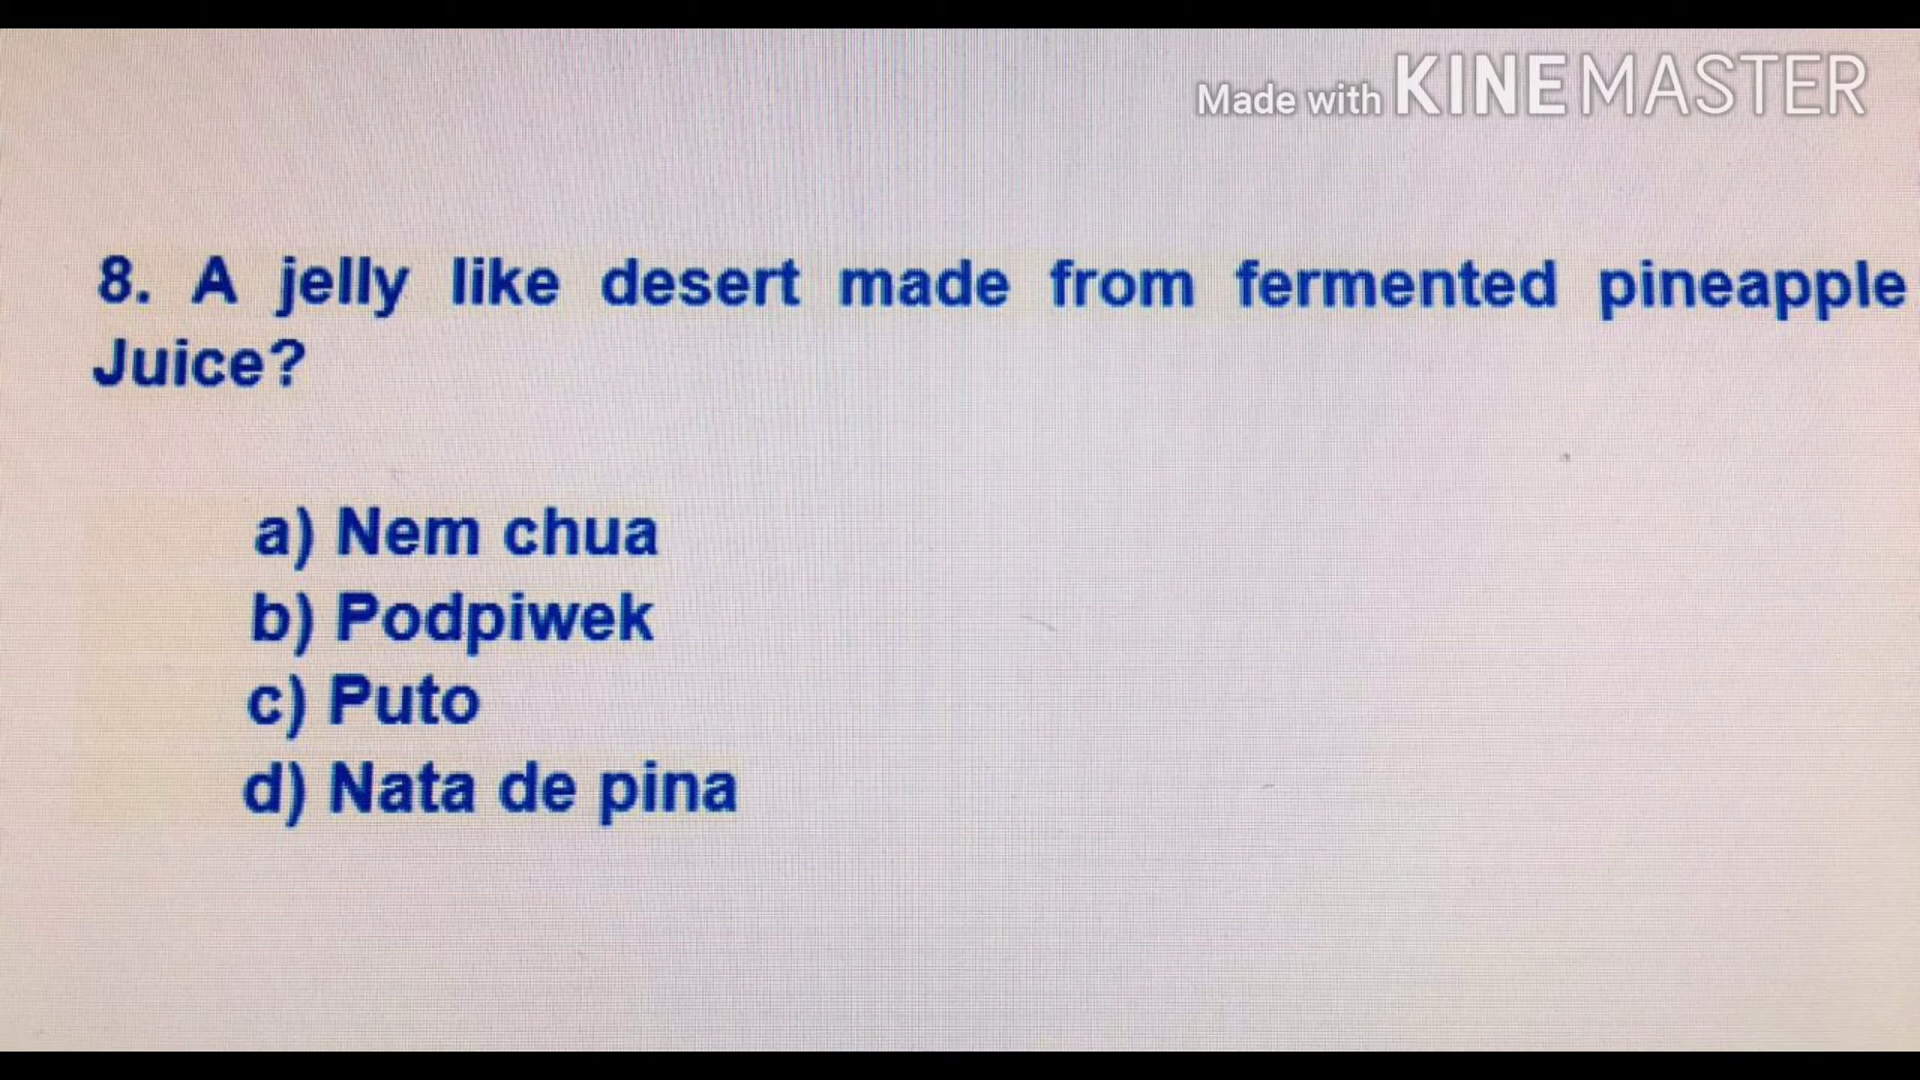 Made with KINEMASTER
8. A jelly like desert made from fermented pineapple
Juice?
a) Nem chua
b) Podpiwek
c) Puto
d) Nata de pina